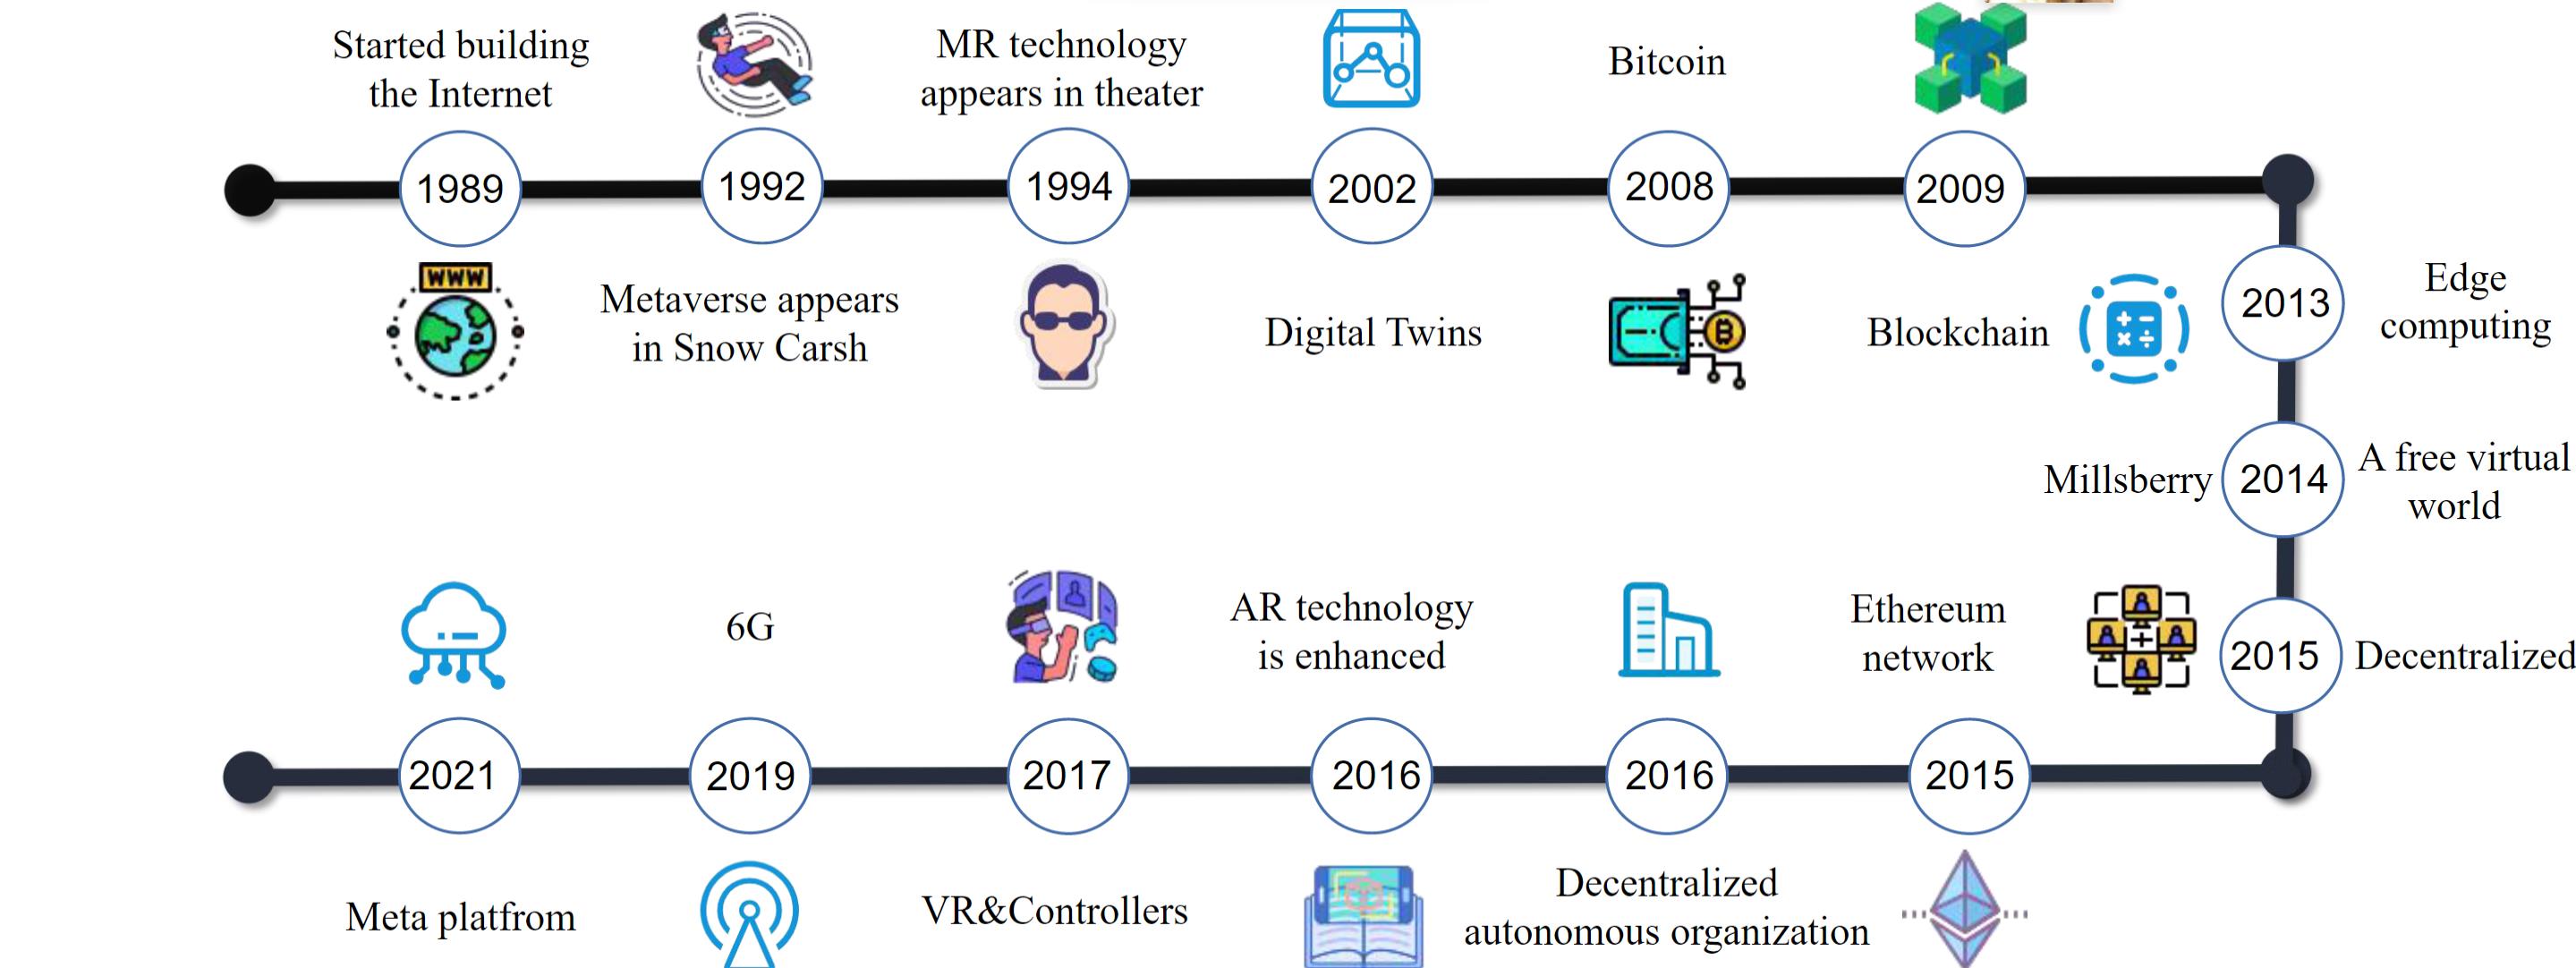 Started building
the Internet
MR technology
appears in theater
Bitcoin
1989
1992
1994
2002
2008
2009
WWW
Metaverse appears
in Snow Carsh
Digital Twins
Blockchain
2013
Edge
computing
Millsberry
2014
A free virtual
world
2015
Decentralized
6G
AR technology
is enhanced
Ethereum
network
2021
2019
2017
2016
2016
2015
Meta platfrom
VR&Controllers
Decentralized
autonomous organization